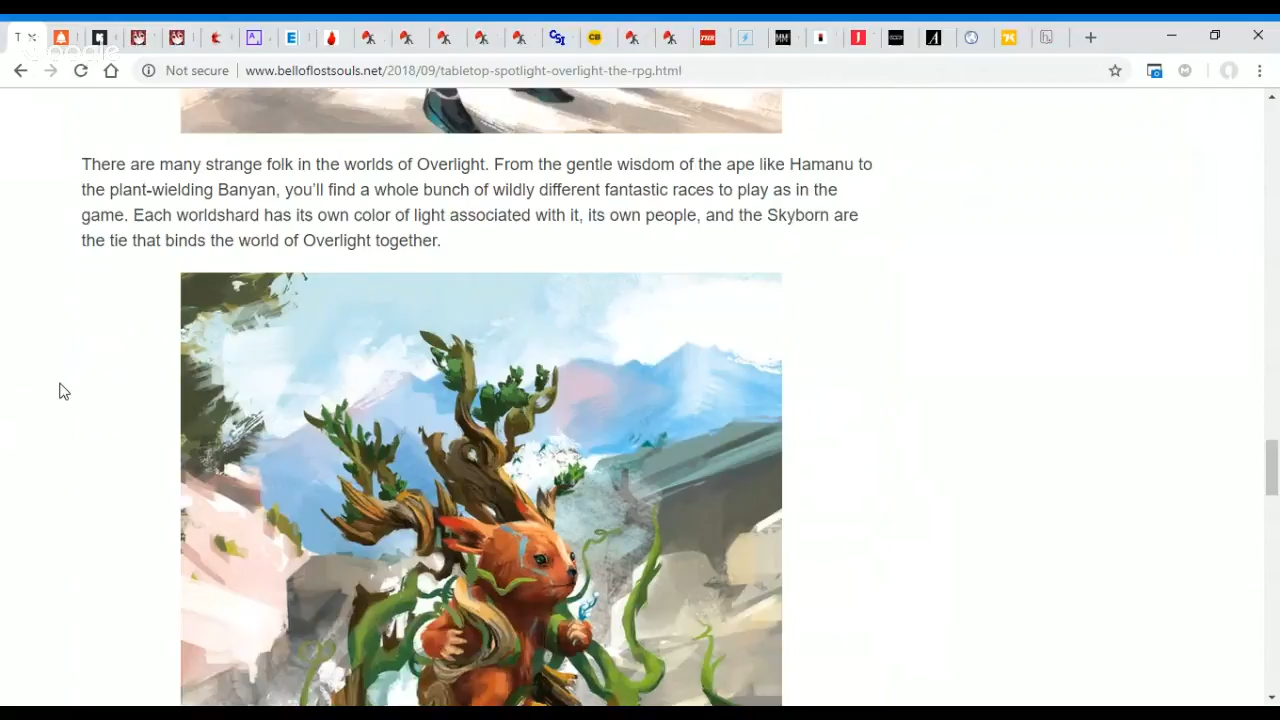 Google
Not secure
www.belloflostsouls.net/2018/09/tabletop-spotlight-overlight-the-rpg.html
There are many strange folk in the worlds of Overlight. From the gentle wisdom of the ape like Hamanu to
the plant-wielding Banyan, you'll find a whole bunch of wildly different fantastic races to play as in the
game. Each worldshard has its own color of light associated with it, its own people, and the Skyborn are
the tie that binds the world of Overlight together.